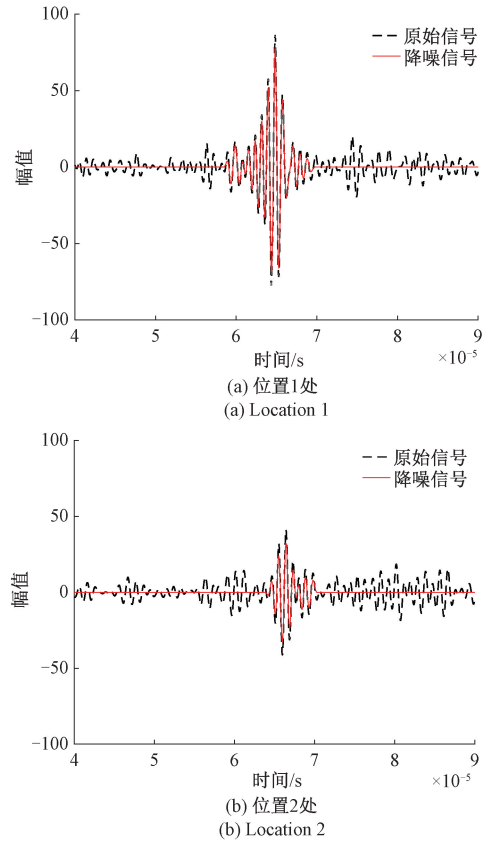 100
原始信号
降噪信号
50
幅值
0
−50
−100
4 5 6 7 8 9
时间/s ×10⁻⁵
(a) 位置1处
(a) Location 1
100
原始信号
降噪信号
50
幅值
0
−50
−100
4 5 6 7 8 9
时间/s ×10⁻⁵
(b) 位置2处
(b) Location 2